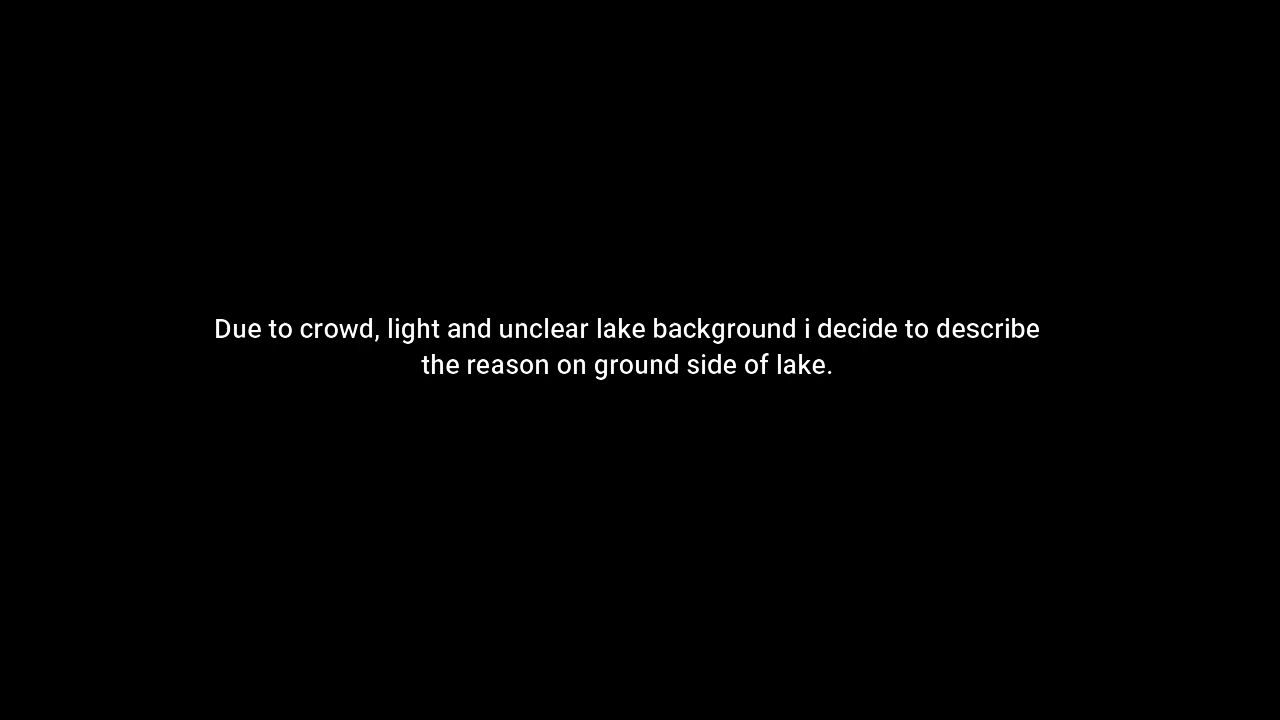 Due to crowd, light and unclear lake background i decide to describe
the reason on ground side of lake.